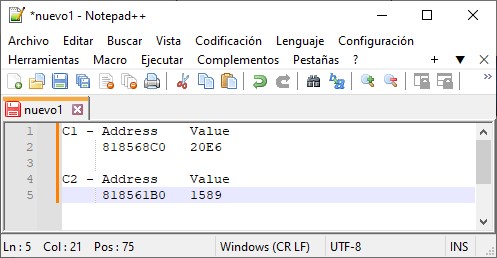 *nuevo1 - Notepad++
Archivo Editar Buscar Vista Codificación Lenguaje Configuración
Herramientas Macro Ejecutar Complementos Pestañas ? + ▼ X
nuevo1
1 C1 - Address Value
2 818568C0 20E6
3
4 C2 - Address Value
5 818561B0 1589
Ln : 5 Col : 21 Pos : 75 Windows (CR LF) UTF-8 INS